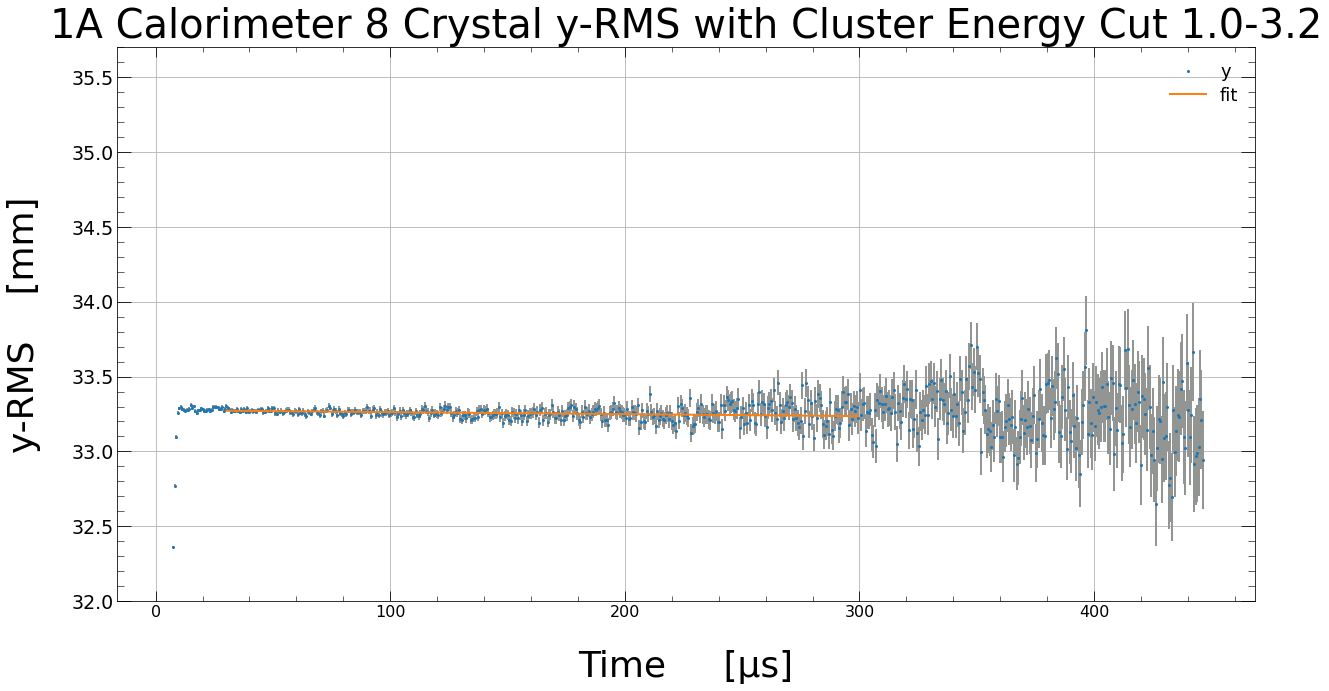 1A Calorimeter 8 Crystal y-RMS with Cluster Energy Cut 1.0-3.2
y
fit
35.5
35.0
34.5
34.0
33.5
33.0
32.5
32.0
y-RMS [mm]
0 100 200 300 400
Time [µs]